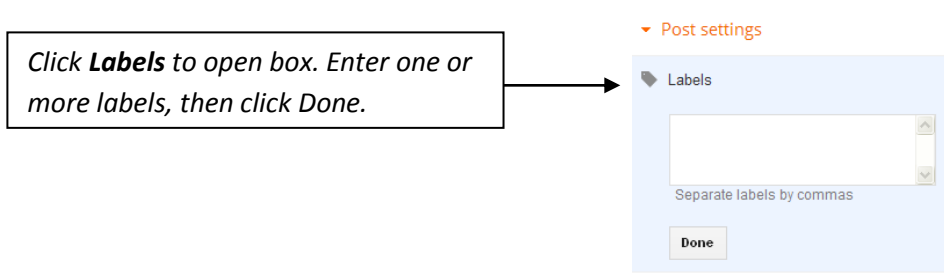 Click Labels to open box. Enter one or
more labels, then click Done.
Post settings
Labels
Separate labels by commas
Done